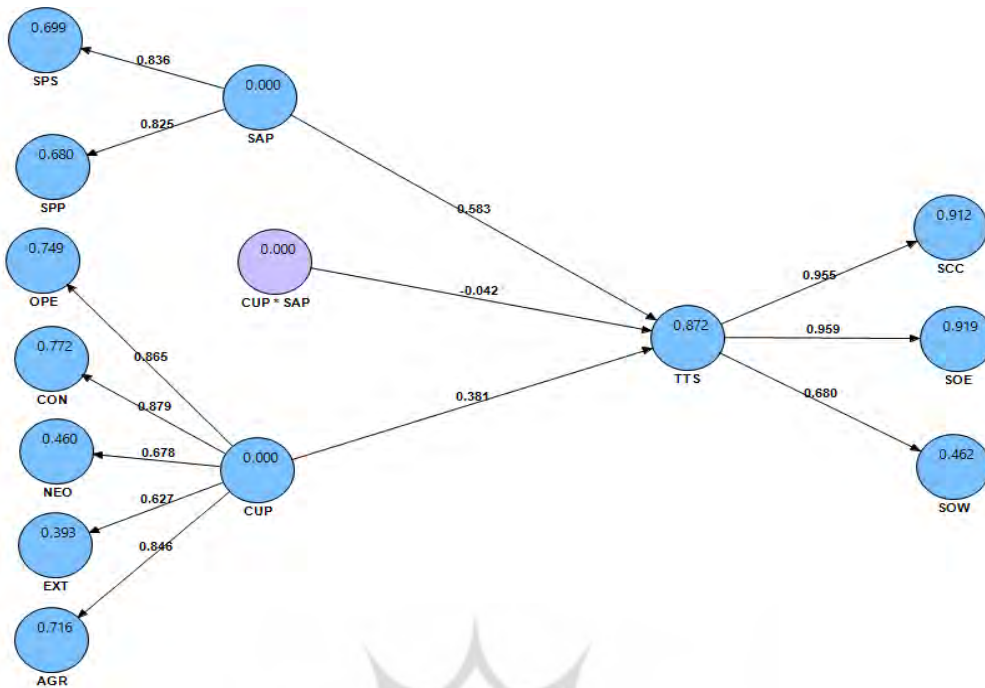 0.699
SPS
0.836
0.000
SAP
0.825
0.680
SPP
0.583
0.749
OPE
0.000
CUP * SAP
-0.042
0.912
SCC
0.955
0.872
TTS
0.959
0.919
SOE
0.772
CON
0.865
0.879
0.381
0.680
0.460
NEO
0.678
0.000
CUP
0.462
SOW
0.627
0.393
EXT
0.846
0.716
AGR